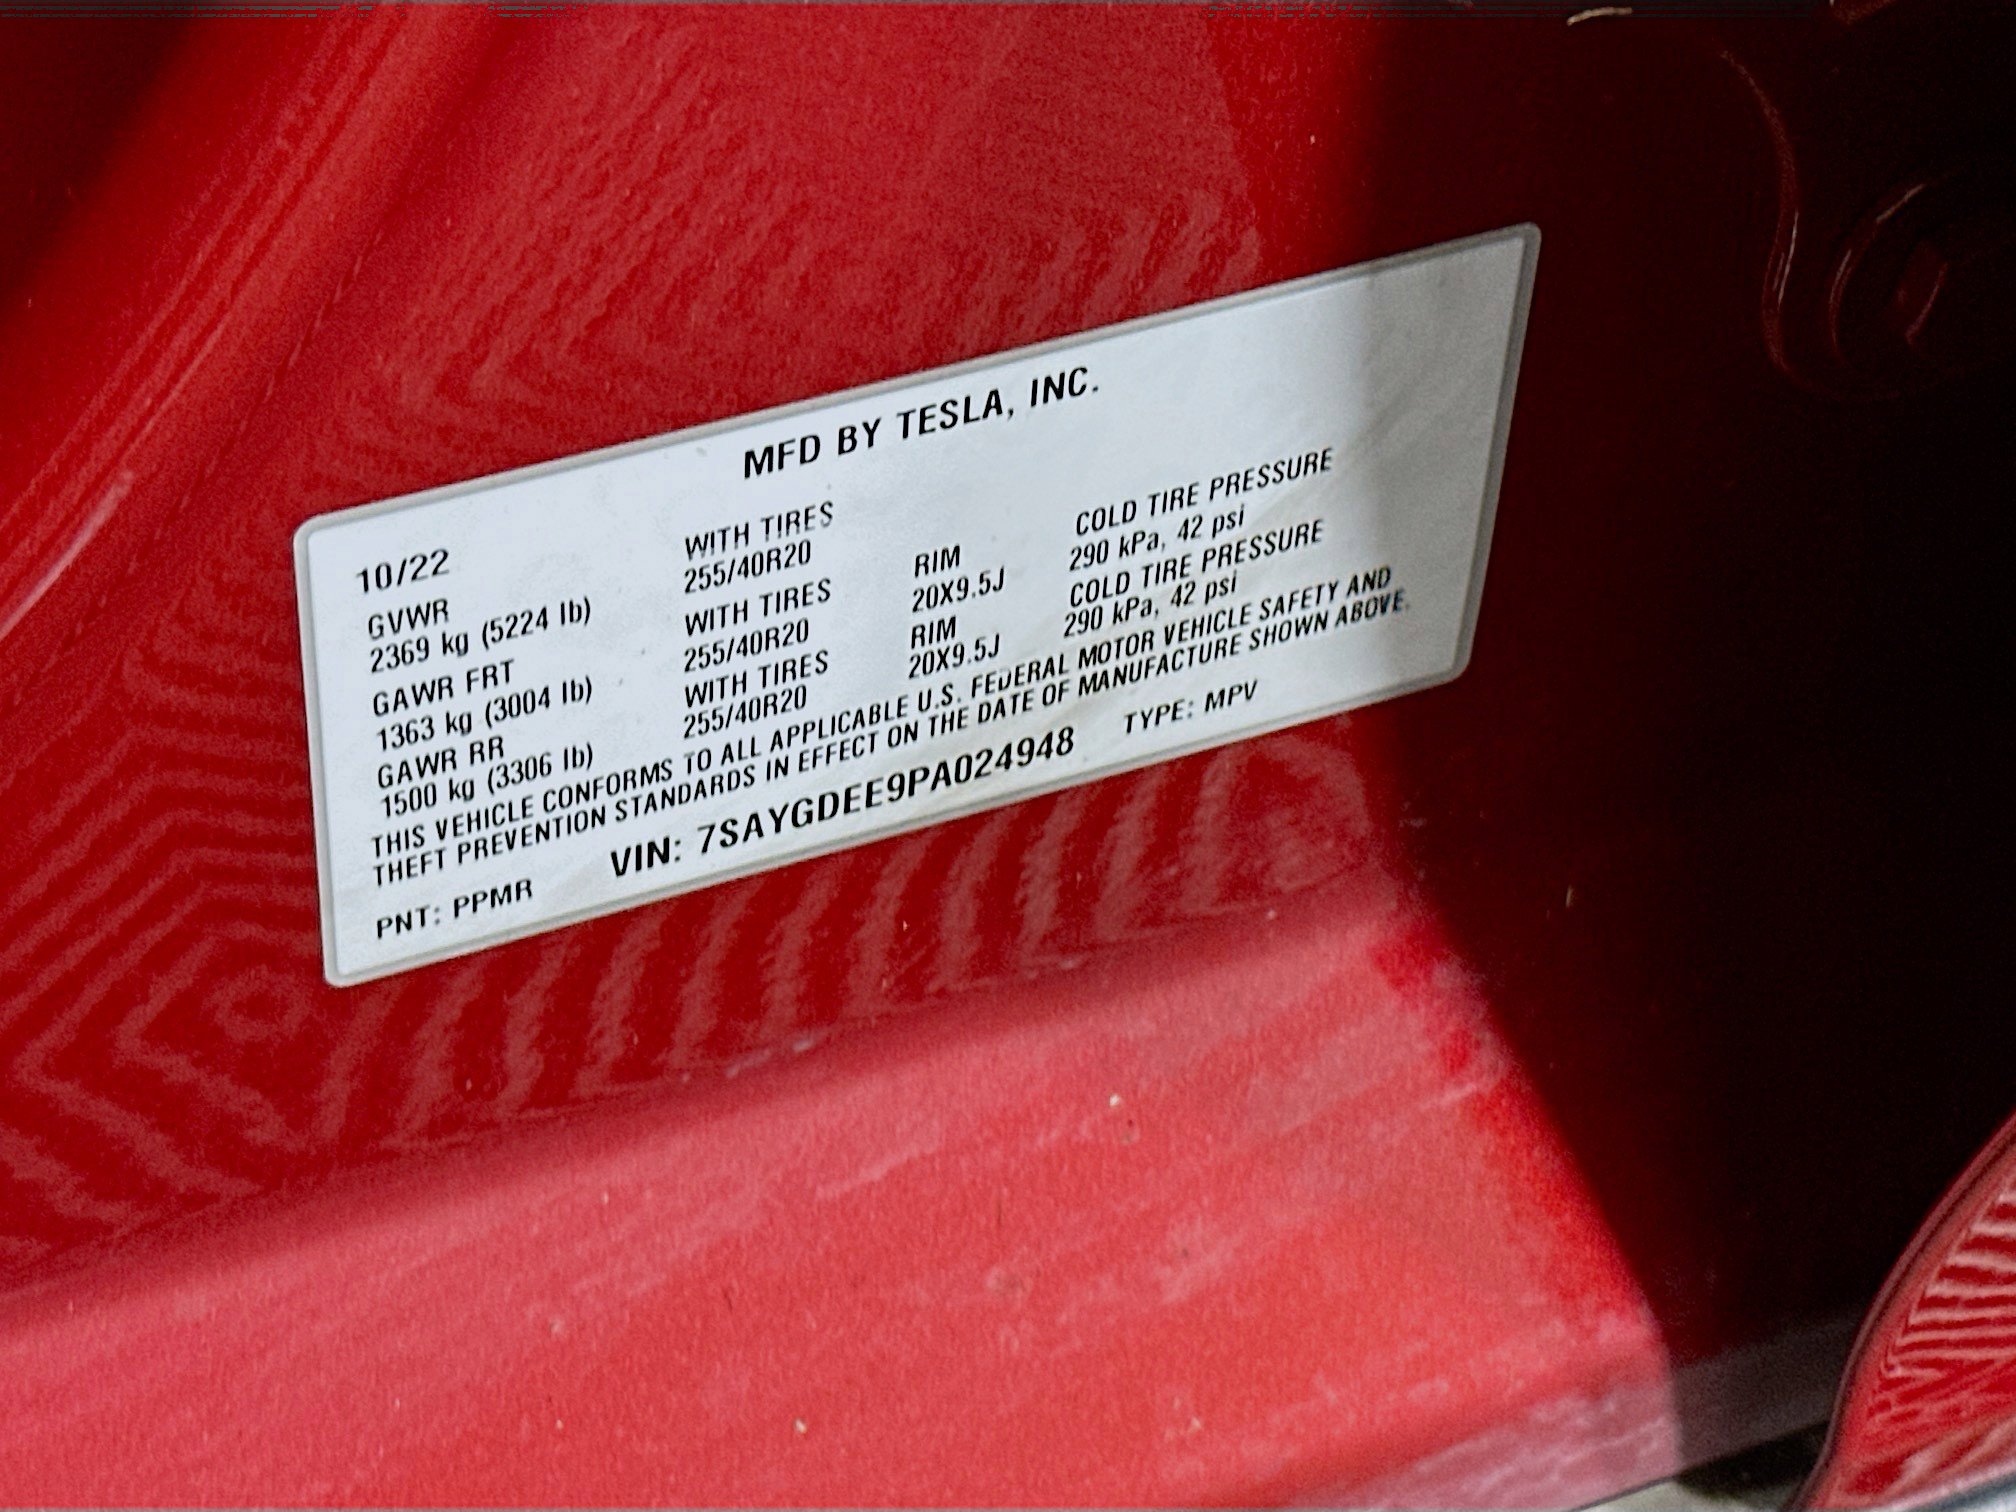 MFD BY TESLA, INC.
10/22
GVWR WITH TIRES
2369 kg (5224 lb) 255/40R20
GAWR FRT WITH TIRES RIM COLD TIRE PRESSURE
1363 kg (3004 lb) 255/40R20 20X9.5J 290 kPa, 42 psi
GAWR RR WITH TIRES RIM COLD TIRE PRESSURE
1500 kg (3306 lb) 255/40R20 20X9.5J 290 kPa, 42 psi
THIS VEHICLE CONFORMS TO ALL APPLICABLE U.S. FEDERAL MOTOR VEHICLE SAFETY AND
THEFT PREVENTION STANDARDS IN EFFECT ON THE DATE OF MANUFACTURE SHOWN ABOVE.
PNT: PPMR VIN: 7SAYGDEE9PA024948 TYPE: MPV